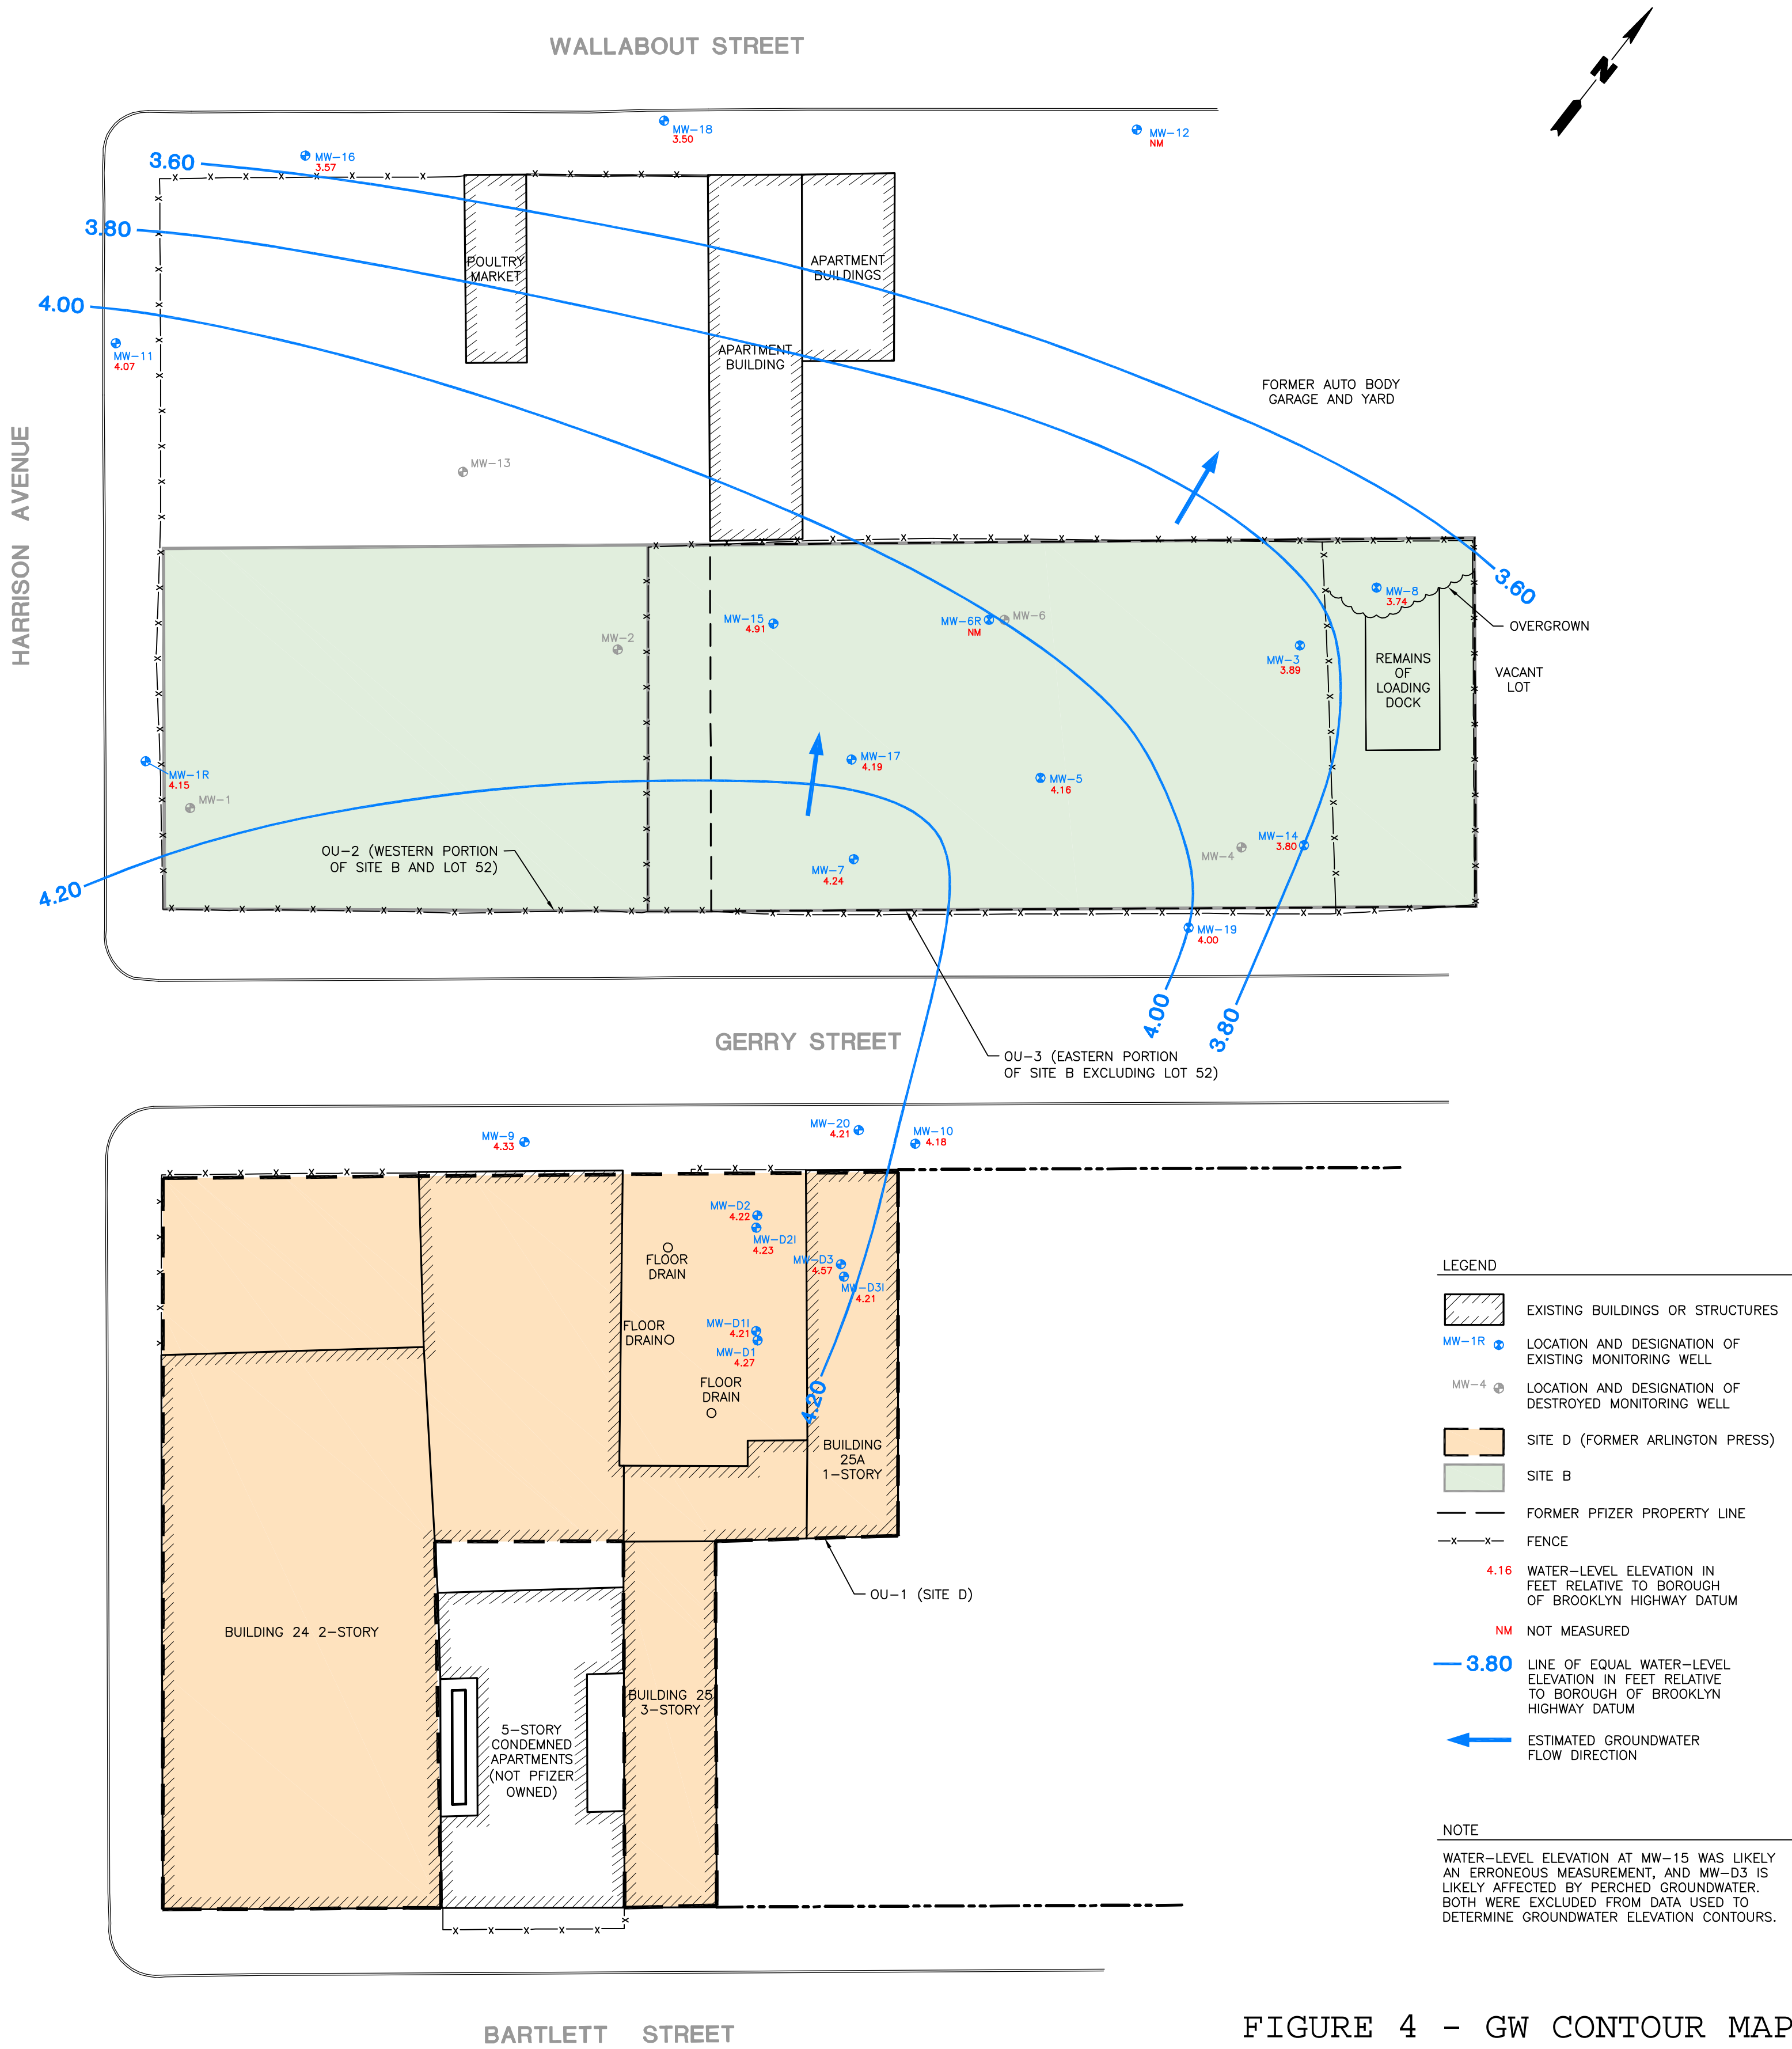 WALLABOUT STREET
N
MW-18
3.50
MW-12
NM
MW-16
3.57
3.60
3.80
4.00
POULTRY
MARKET
APARTMENT
BUILDINGS
APARTMENT
BUILDING
MW-11
4.07
FORMER AUTO BODY
GARAGE AND YARD
HARRISON AVENUE
MW-13
3.60
MW-8
3.74
OVERGROWN
MW-15
4.91
MW-6R
NM
MW-6
MW-2
MW-3
3.89
REMAINS
OF
LOADING
DOCK
VACANT
LOT
MW-1R
4.15
MW-1
MW-17
4.19
MW-5
4.16
MW-14
3.80
MW-4
OU-2 (WESTERN PORTION
OF SITE B AND LOT 52)
MW-7
4.24
4.20
MW-19
4.00
4.00
3.80
GERRY STREET
OU-3 (EASTERN PORTION
OF SITE B EXCLUDING LOT 52)
MW-9
4.33
MW-20
4.21
MW-10
4.18
MW-D2
4.22
MW-D2I
4.23
FLOOR
DRAIN
MW-D3
4.57
MW-D3I
4.21
FLOOR
DRAIN
MW-D1I
4.21
MW-D1
4.27
FLOOR
DRAIN
4.20
BUILDING
25A
1-STORY
OU-1 (SITE D)
BUILDING 24 2-STORY
BUILDING 25
3-STORY
5-STORY
CONDEMNED
APARTMENTS
(NOT PFIZER
OWNED)
LEGEND
EXISTING BUILDINGS OR STRUCTURES
MW-1R
LOCATION AND DESIGNATION OF
EXISTING MONITORING WELL
MW-4
LOCATION AND DESIGNATION OF
DESTROYED MONITORING WELL
SITE D (FORMER ARLINGTON PRESS)
SITE B
FORMER PFIZER PROPERTY LINE
FENCE
4.16
WATER-LEVEL ELEVATION IN
FEET RELATIVE TO BOROUGH
OF BROOKLYN HIGHWAY DATUM
NM NOT MEASURED
3.80
LINE OF EQUAL WATER-LEVEL
ELEVATION IN FEET RELATIVE
TO BOROUGH OF BROOKLYN
HIGHWAY DATUM
ESTIMATED GROUNDWATER
FLOW DIRECTION
NOTE
WATER-LEVEL ELEVATION AT MW-15 WAS LIKELY
AN ERRONEOUS MEASUREMENT, AND MW-D3 IS
LIKELY AFFECTED BY PERCHED GROUNDWATER.
BOTH WERE EXCLUDED FROM DATA USED TO
DETERMINE GROUNDWATER ELEVATION CONTOURS.
BARTLETT STREET
FIGURE 4 - GW CONTOUR MAP